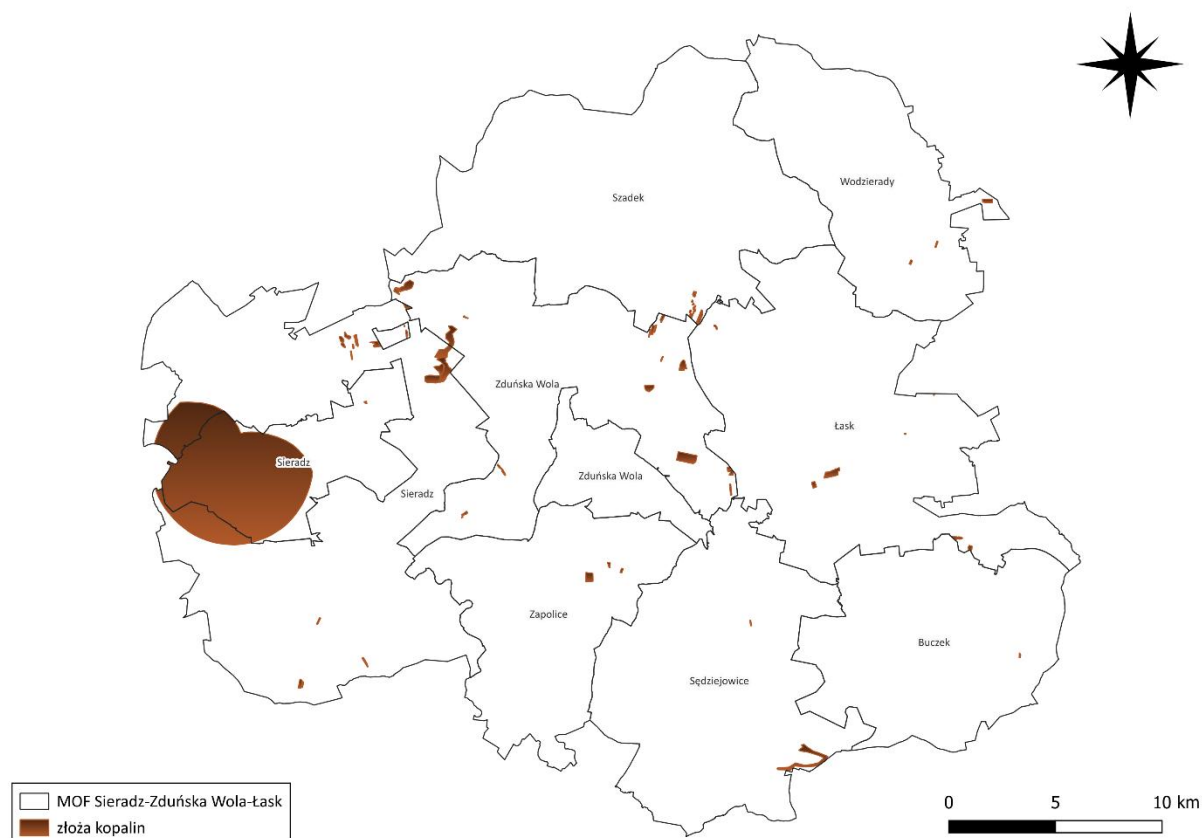 Szadek
Wodzierady
Zduńska Wola
Łask
Sieradz
Zduńska Wola
Sieradz
Zapolice
Buczek
Sędziejowice
MOF Sieradz-Zduńska Wola-Łask
złoża kopalin
0 5 10 km